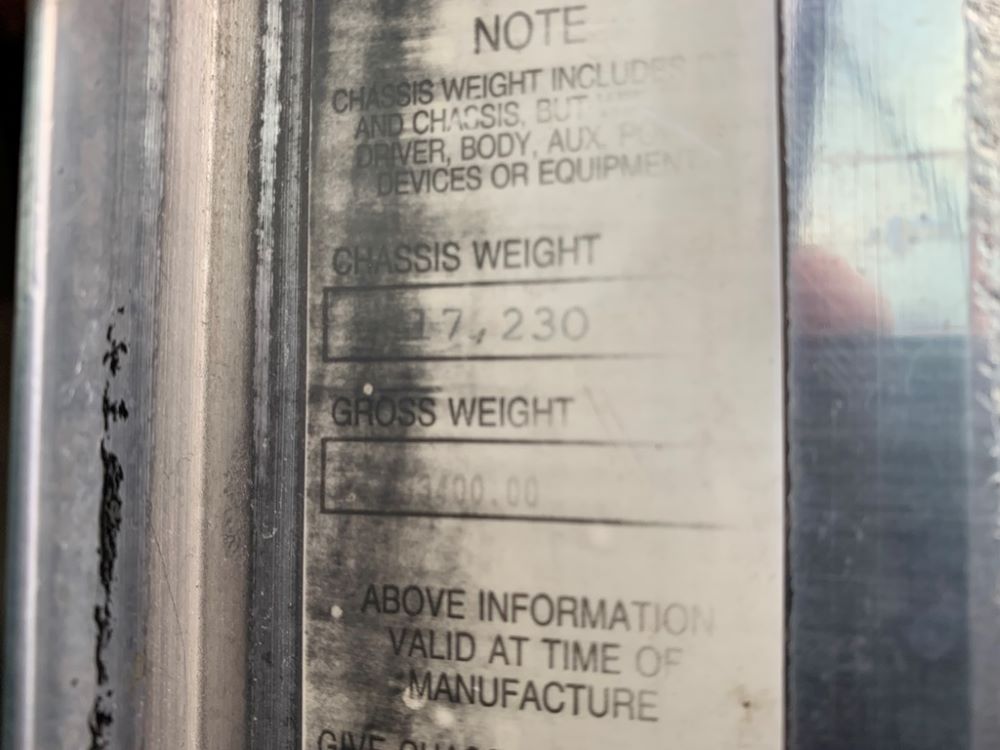 NOTE
CHASSIS WEIGHT INCLUDES
AND CHASSIS, BUT
DRIVER, BODY, AUX.
DEVICES OR EQUIPMENT
CHASSIS WEIGHT
17,230
GROSS WEIGHT
ABOVE INFORMATION
VALID AT TIME OF
MANUFACTURE
GIVE